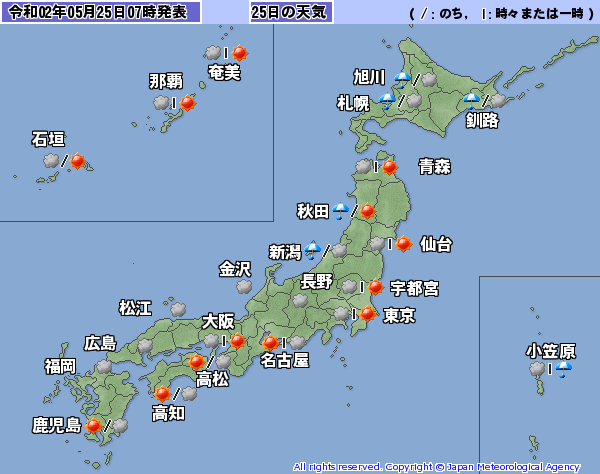 令和02年05月25日07時発表 25日の天気 ( / : のち, | : 時々または一時 )
奄美
那覇
石垣
旭川
札幌
釧路
青森
秋田
仙台
新潟
金沢
長野
宇都宮
松江
大阪
東京
広島
名古屋
福岡
高松
小笠原
高知
鹿児島
All rights reserved. Copyright © Japan Meteorological Agency